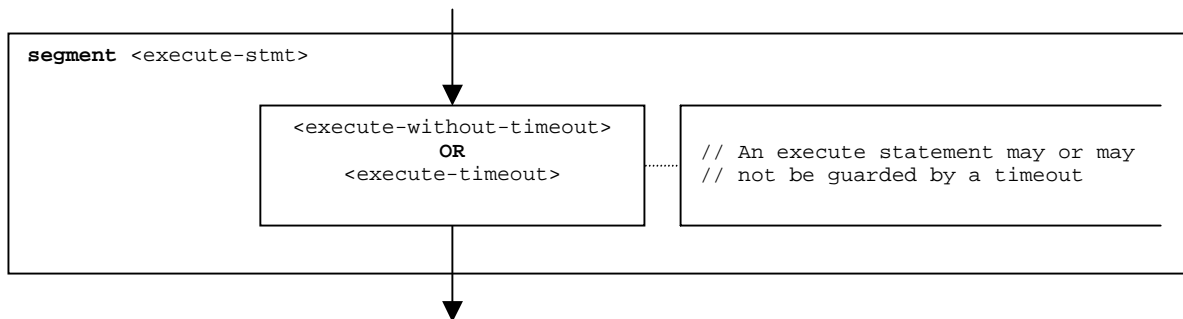 segment <execute-stmt>
<execute-without-timeout>
OR
<execute-timeout>
// An execute statement may or may
// not be guarded by a timeout